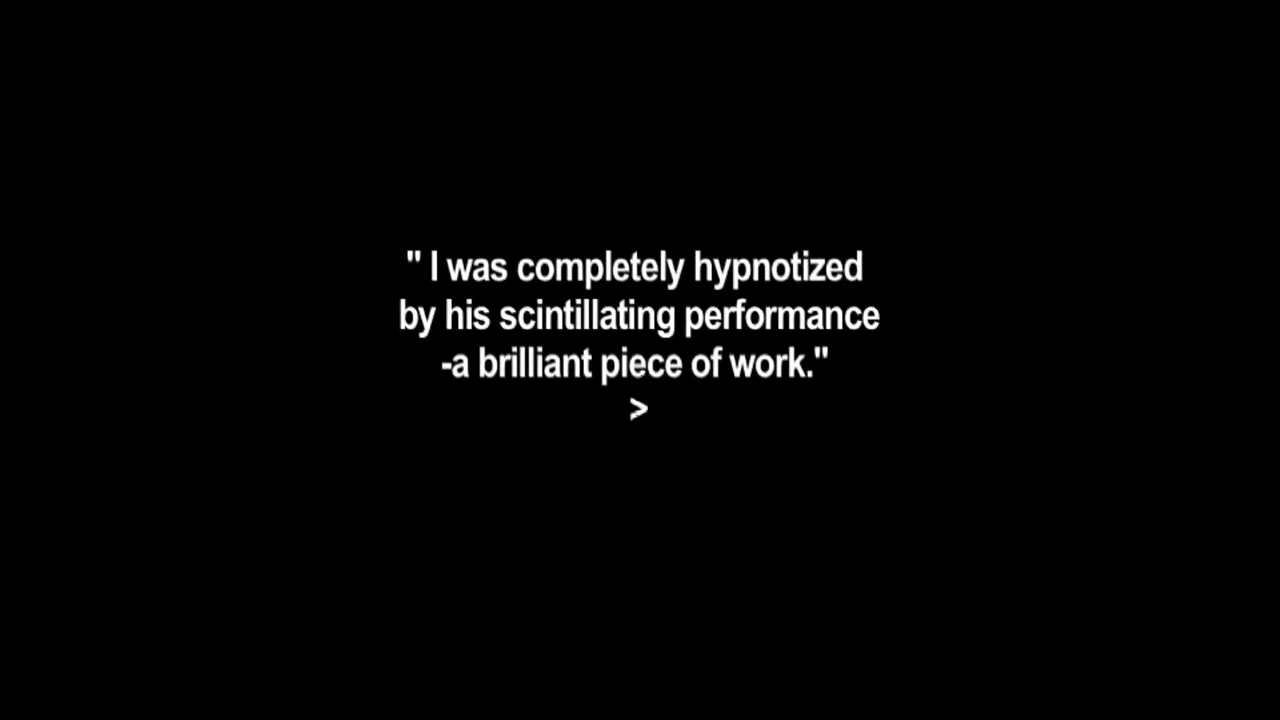 " I was completely hypnotized
by his scintillating performance
-a brilliant piece of work."
>